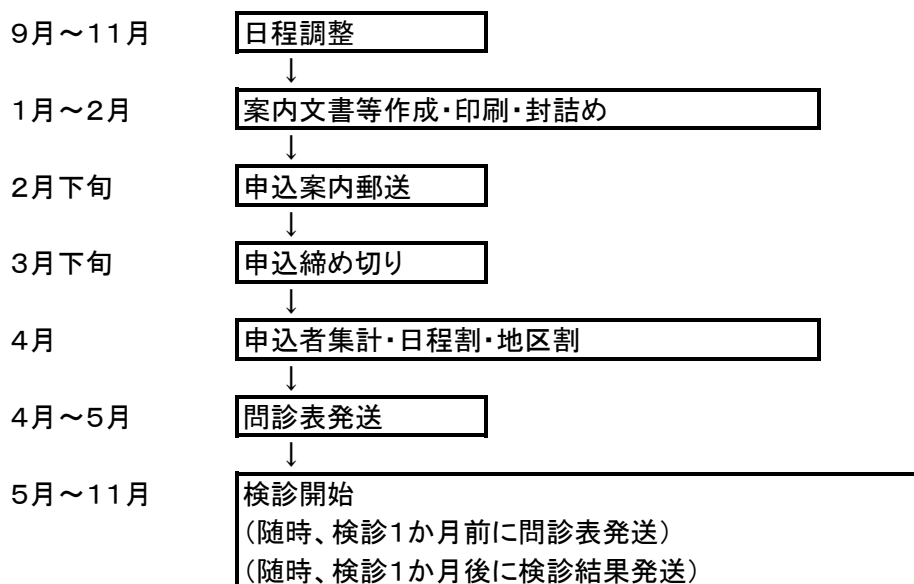 9月～11月 日程調整
↓
1月～2月 案内文書等作成・印刷・封詰め
↓
2月下旬 申込案内郵送
↓
3月下旬 申込締め切り
↓
4月 申込者集計・日程割・地区割
↓
4月～5月 問診表発送
↓
5月～11月 検診開始
(随時、検診1か月前に問診表発送)
(随時、検診1か月後に検診結果発送)